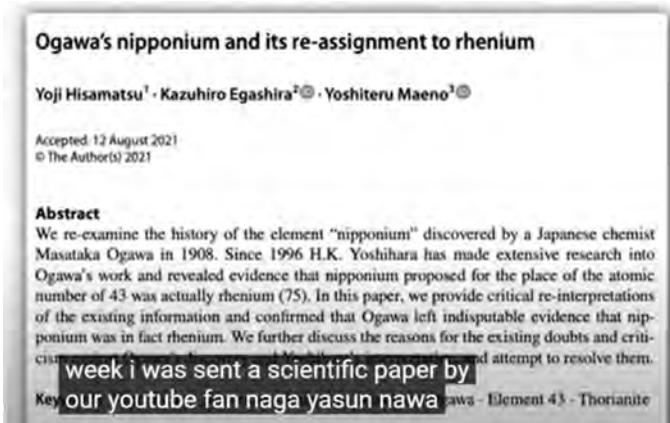 Ogawa's nipponium and its re-assignment to rhenium
Yoji Hisamatsu¹ · Kazuhiro Egashira² · Yoshiteru Maeno³
Accepted: 12 August 2021
© The Author(s) 2021
Abstract
We re-examine the history of the element "nipponium" discovered by a Japanese chemist
Masataka Ogawa in 1908. Since 1996 H.K. Yoshihara has made extensive research into
Ogawa's work and revealed evidence that nipponium proposed for the place of the atomic
number of 43 was actually rhenium (75). In this paper, we provide critical re-interpretations
of the existing information and confirmed that Ogawa left indisputable evidence that nip-
ponium was in fact rhenium. We further discuss the reasons for the existing doubts and criti-
and attempt to resolve them.
week i was sent a scientific paper by
our youtube fan naga yasun nawa
Element 43 · Thorianite